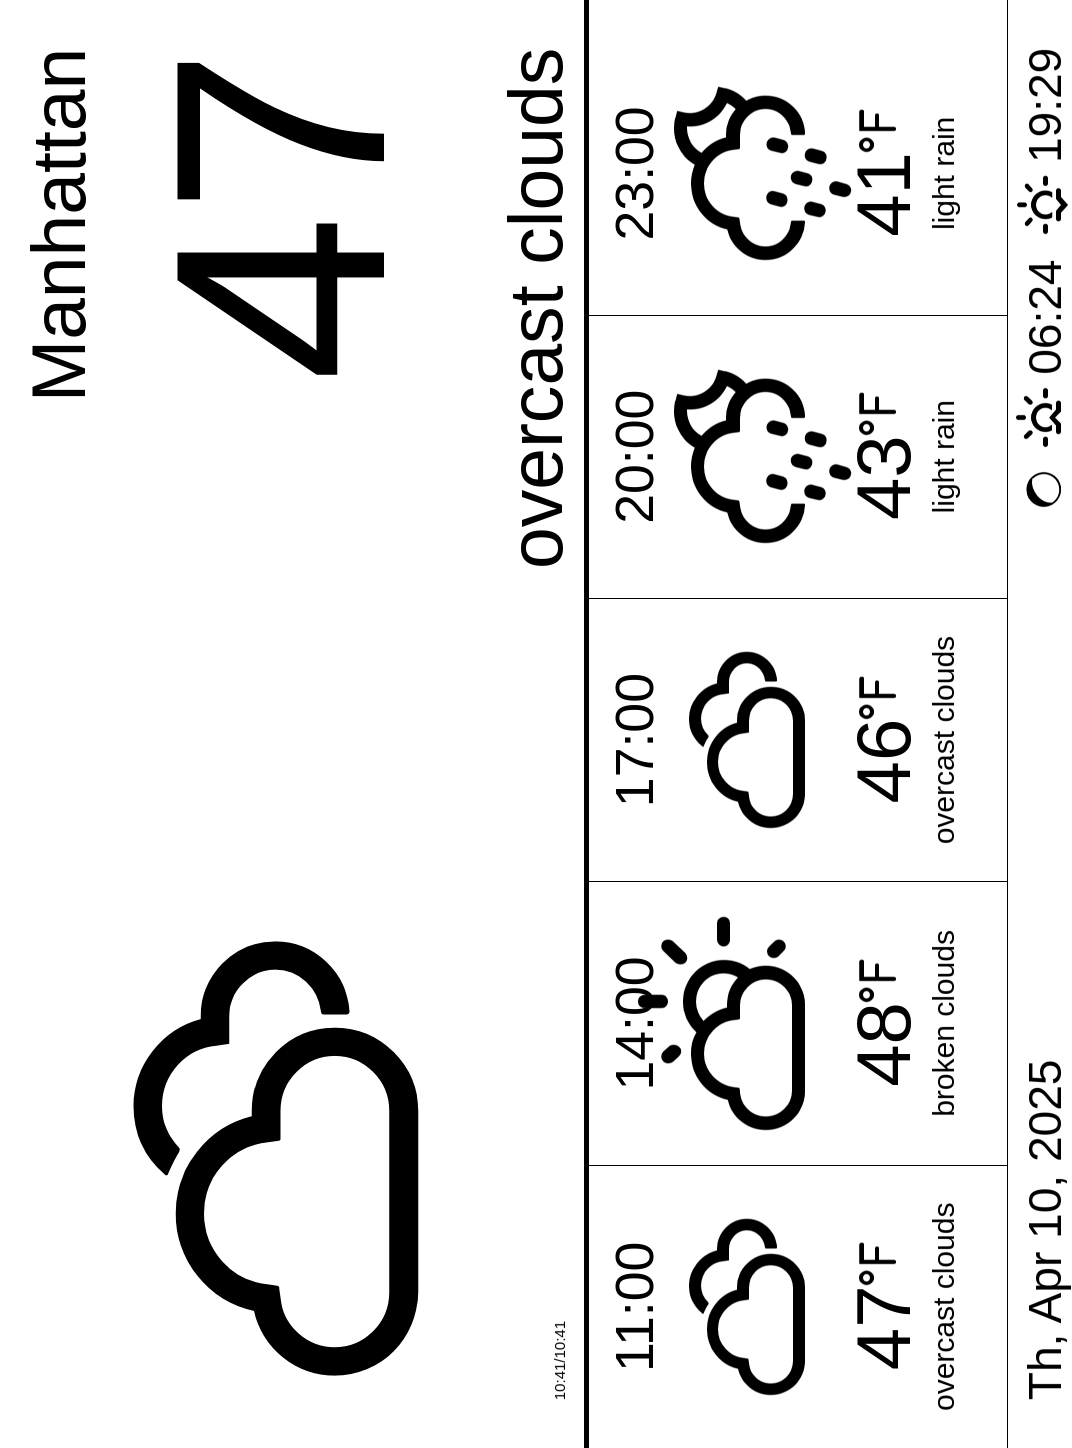 Manhattan
47
overcast clouds
10:41/10:41
11:00
47°F
overcast clouds
14:00
48°F
broken clouds
17:00
46°F
overcast clouds
20:00
43°F
light rain
23:00
41°F
light rain
Th, Apr 10, 2025
06:24
19:29